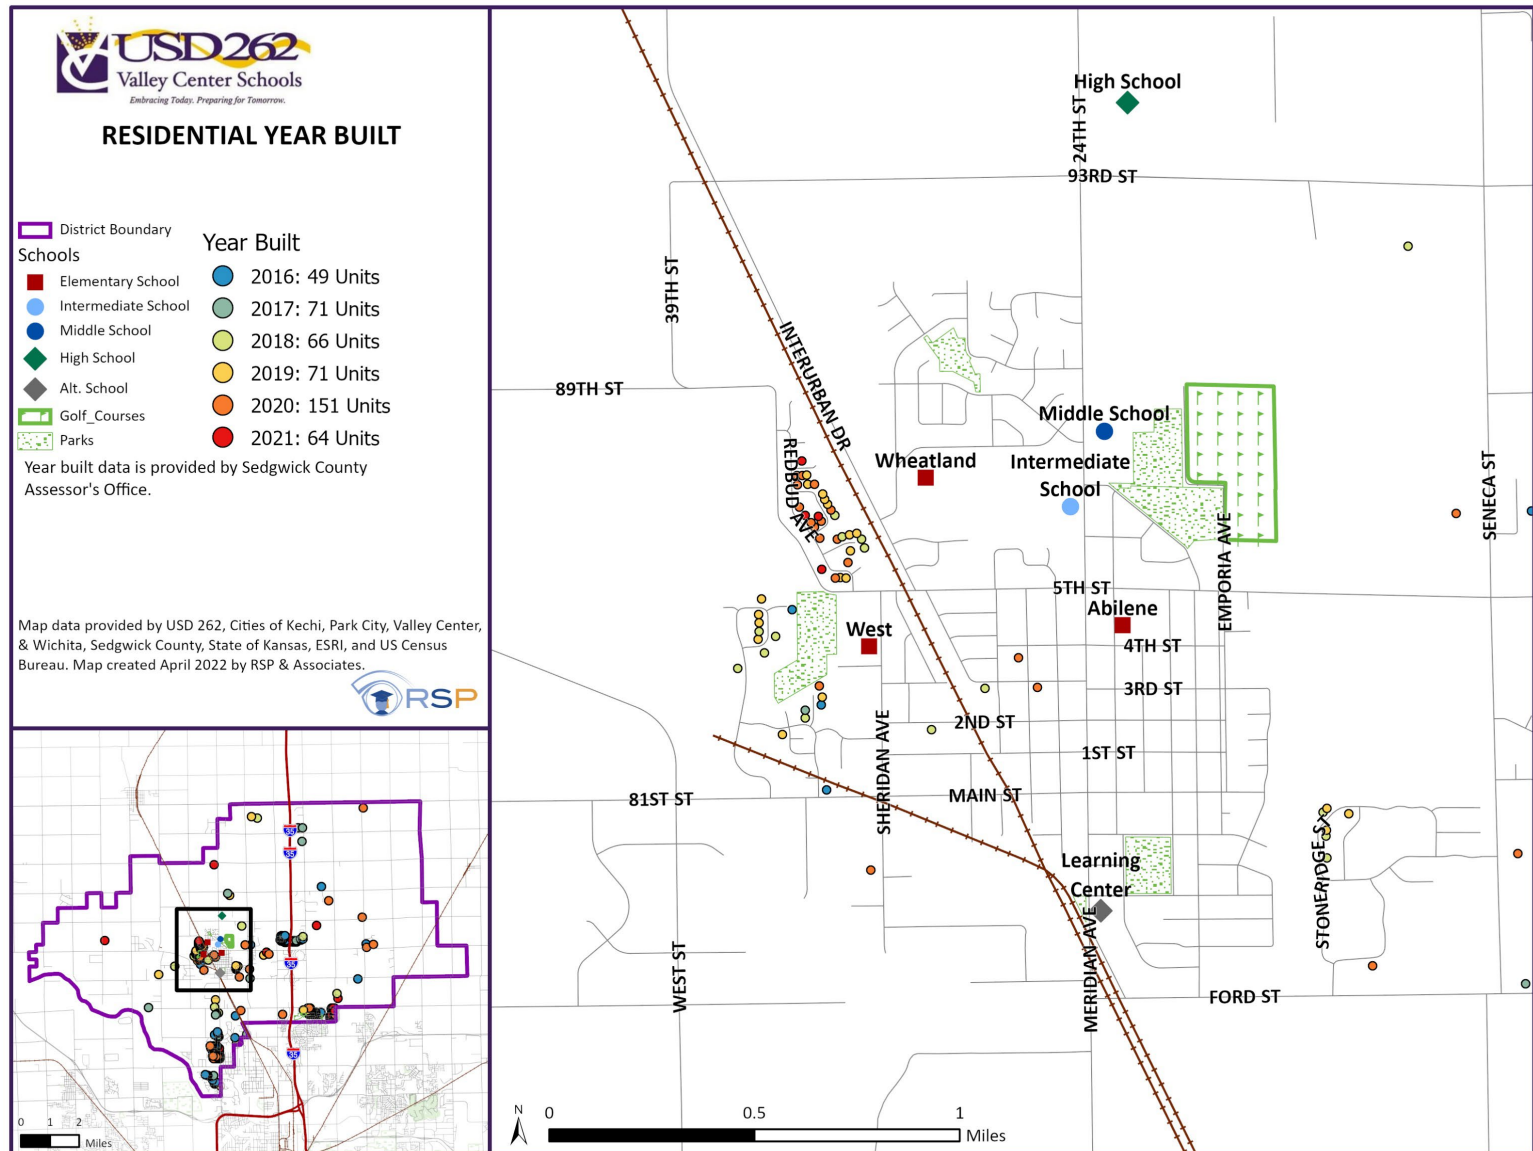 USD 262
Valley Center Schools
Embracing Today. Preparing for Tomorrow.
RESIDENTIAL YEAR BUILT
District Boundary
Schools
Elementary School
Intermediate School
Middle School
High School
Alt. School
Golf_Courses
Parks
Year Built
2016: 49 Units
2017: 71 Units
2018: 66 Units
2019: 71 Units
2020: 151 Units
2021: 64 Units
Year built data is provided by Sedgwick County
Assessor's Office.
Map data provided by USD 262, Cities of Kechi, Park City, Valley Center,
& Wichita, Sedgwick County, State of Kansas, ESRI, and US Census
Bureau. Map created April 2022 by RSP & Associates.
RSP
35
35
35
35
0 1 2
Miles
High School
24TH ST
93RD ST
39TH ST
INTERURBAN DR
89TH ST
REDBUD AVE
Middle School
Wheatland
Intermediate
School
SENECA ST
EMPORIA AVE
5TH ST
Abilene
West
4TH ST
3RD ST
2ND ST
1ST ST
SHERIDAN AVE
81ST ST
MAIN ST
Learning
Center
STONERIDGE ST
WEST ST
MERIDIAN AVE
FORD ST
N
0 0.5 1
Miles